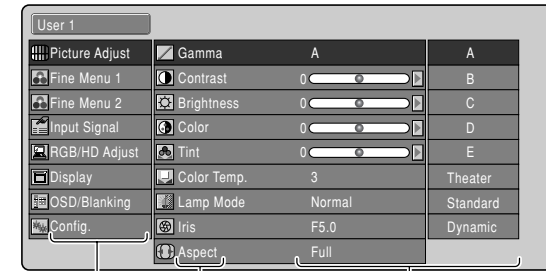 User 1
Picture Adjust Gamma A A
Fine Menu 1 Contrast 0 B
Fine Menu 2 Brightness 0 C
Input Signal Color 0 D
RGB/HD Adjust Tint 0 E
Display Color Temp. 3 Theater
OSD/Blanking Lamp Mode Normal Standard
Config. Iris F5.0 Dynamic
Aspect Full